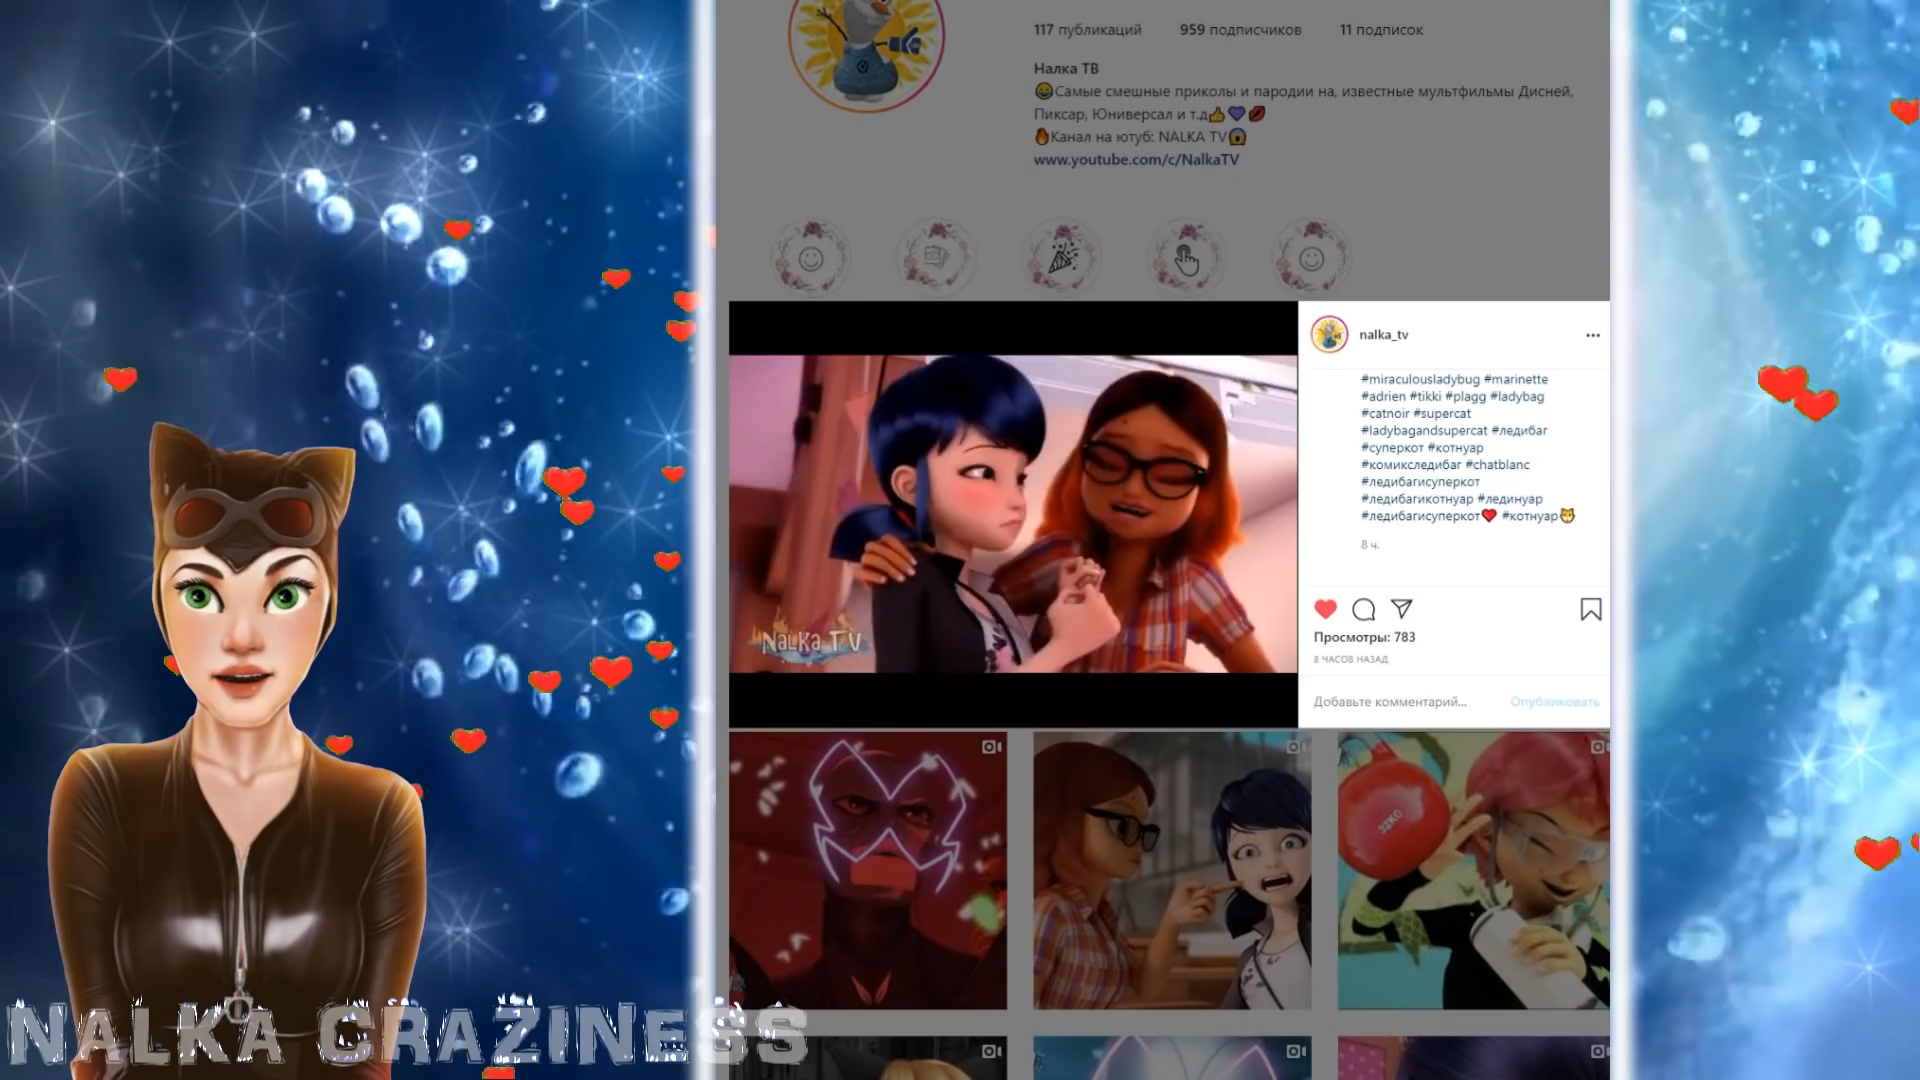 117 публикаций 959 подписчиков 11 подписок
Налка ТВ
😂Самые смешные приколы и пародии на, известные мультфильмы Дисней,
Пиксар, Юниверсал и т.д👍💜💋
🔥Канал на ютуб: NALKA TV😱
www.youtube.com/c/NalkaTV
nalka_tv
#miraculousladybug #marinette
#adrien #tikki #plagg #ladybag
#catnoir #supercat
#ladybagandsupercat #ледибаг
#суперкот #котнуар
#комикследибаг #chatblanc
#ледибагисуперкот
#ледибагикотнуар #лединуар
#ледибагисуперкот❤ #котнуар🐱
8 ч.
Просмотры: 783
8 ЧАСОВ НАЗАД
Добавьте комментарий... Опубликовать
NALKA TV
32KG
NALKA CRAZINESS